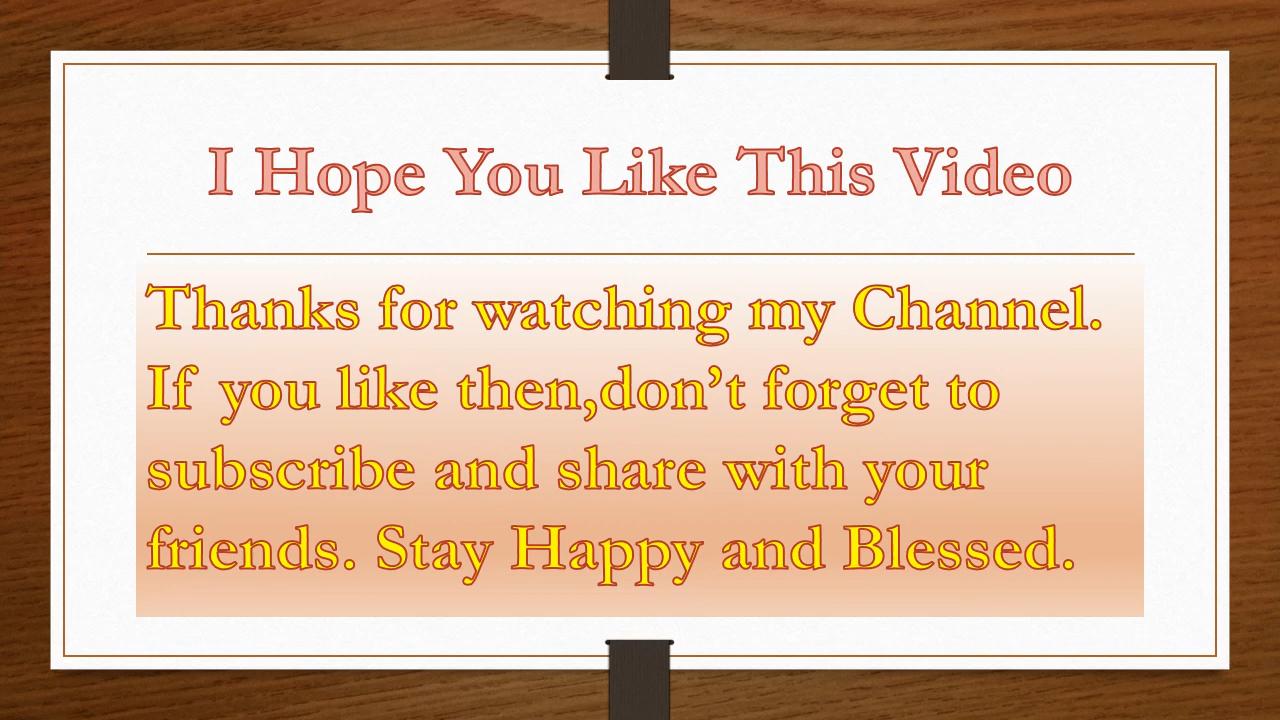 I Hope You Like This Video
Thanks for watching my Channel.
If you like then,don’t forget to
subscribe and share with your
friends. Stay Happy and Blessed.